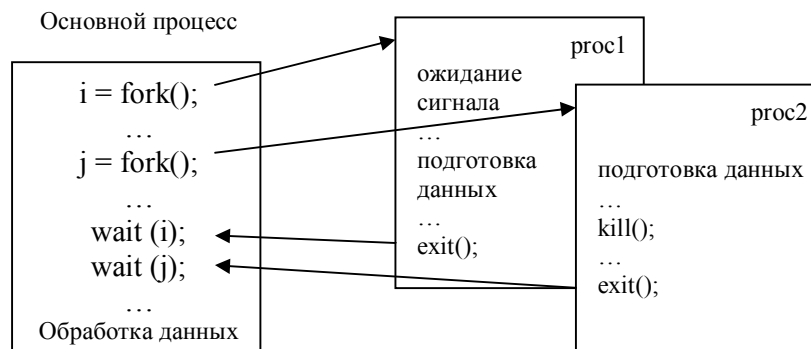 Основной процесс
i = fork();
…
j = fork();
…
wait (i);
wait (j);
…
Обработка данных
proc1
ожидание
сигнала
…
подготовка
данных
…
exit();
proc2
подготовка данных
…
kill();
…
exit();